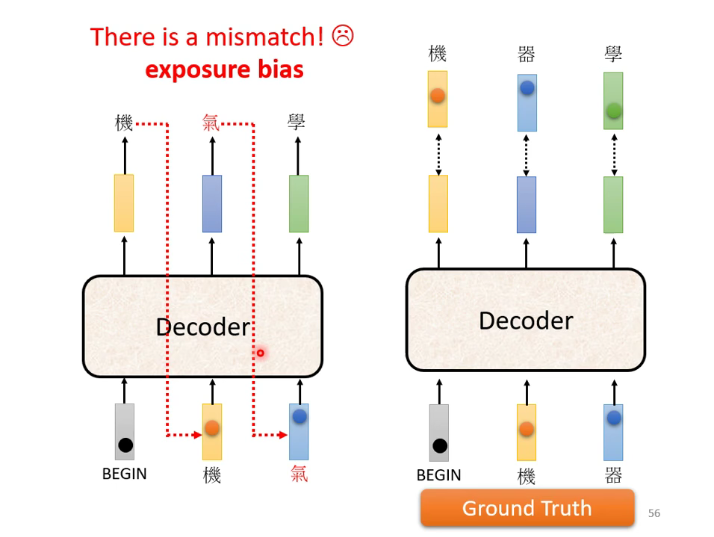 There is a mismatch! ☹
exposure bias
機 氣 學
Decoder
BEGIN 機 氣
機 器 學
Decoder
BEGIN 機 器
Ground Truth
56